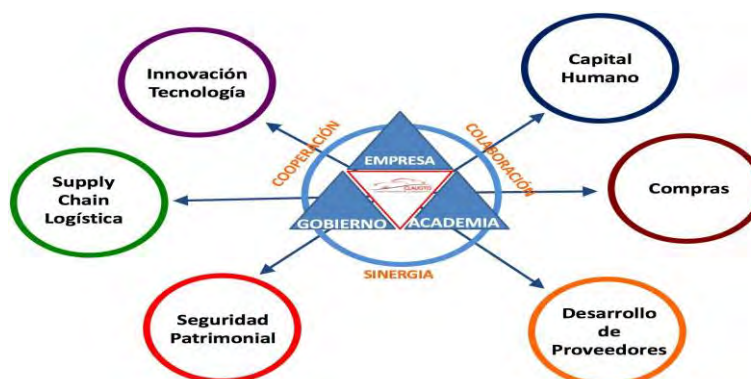 Innovación
Tecnología
Capital
Humano
COOPERACIÓN
COLABORACIÓN
EMPRESA
Supply
Chain
Logística
CLAUGTO
GOBIERNO
ACADEMIA
Compras
SINERGIA
Seguridad
Patrimonial
Desarrollo
de
Proveedores